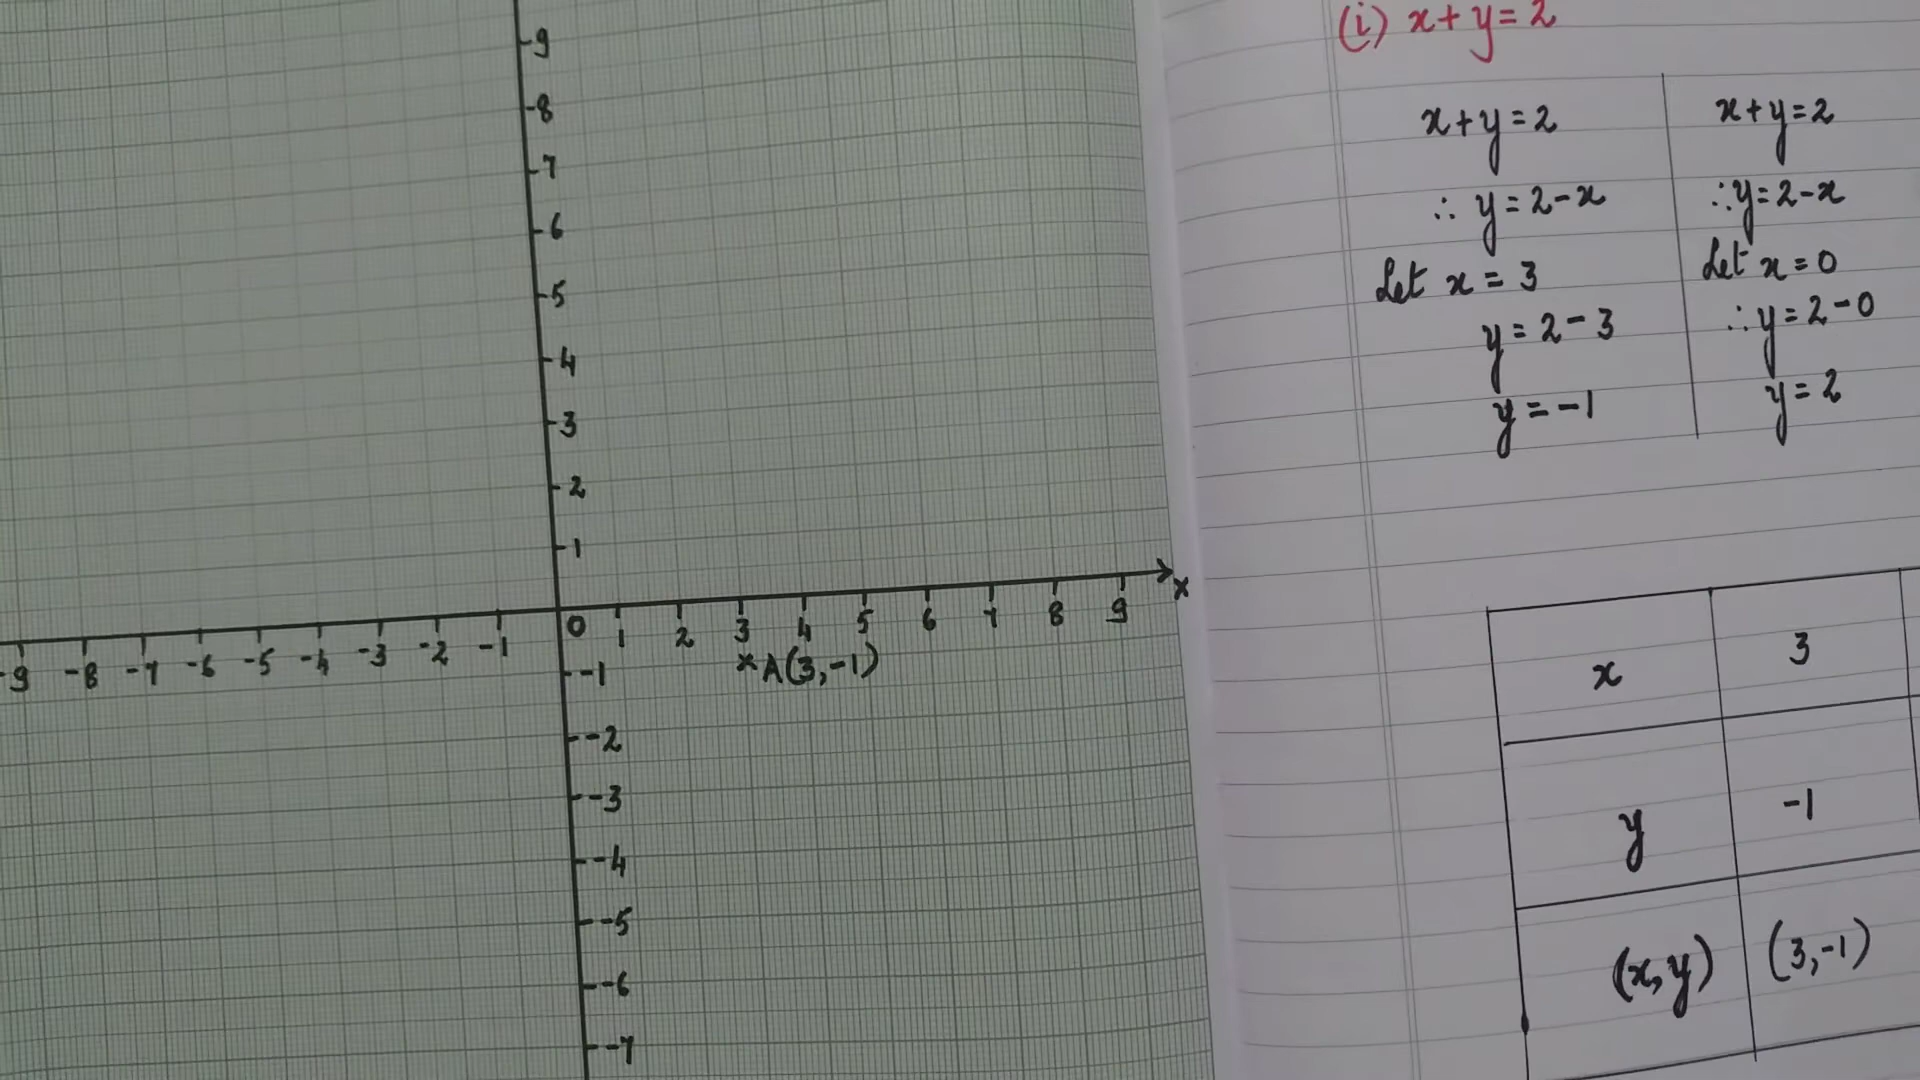 9
8
7
6
5
4
3
2
1
-9 -8 -7 -6 -5 -4 -3 -2 -1 0 1 2 3 4 5 6 7 8 9 x
A(3,-1)
-1
-2
-3
-4
-5
-6
-7
(i) x+y=2
x+y=2
∴ y=2-x
Let x = 3
y = 2-3
y = -1
x+y=2
∴y=2-x
Let x=0
∴y=2-0
y=2
x 3
y -1
(x,y) (3,-1)